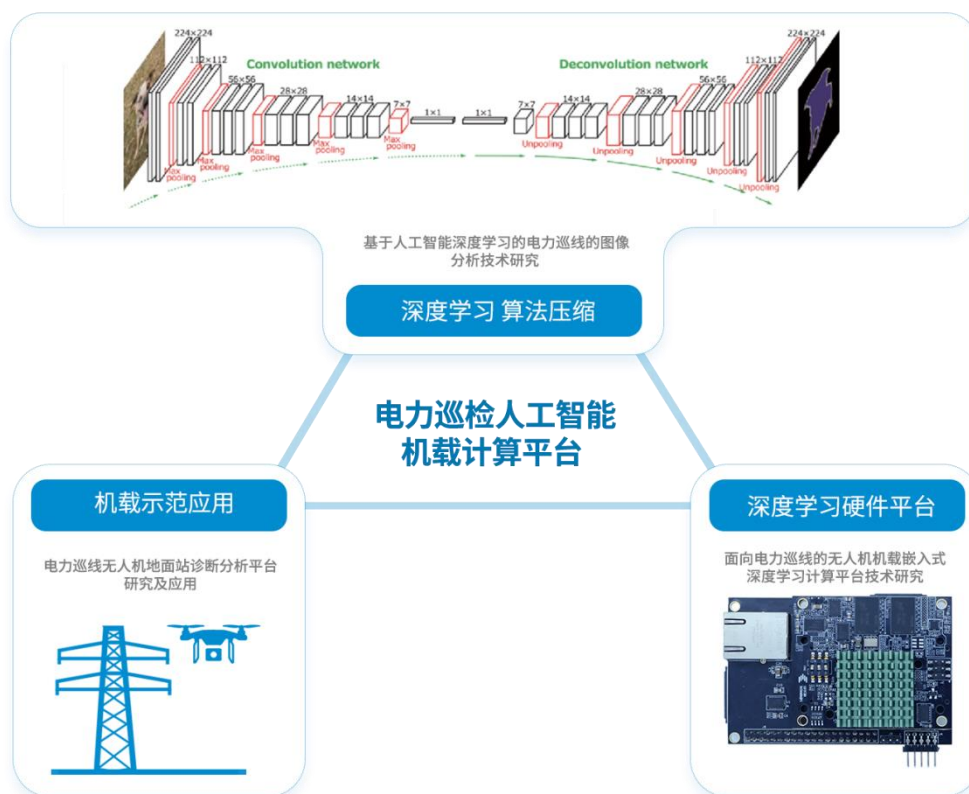 224×224
112×112
56×56
28×28
14×14
7×7
1×1
1×1
7×7
14×14
28×28
56×56
112×112
224×224
Convolution network
Deconvolution network
Max
pooling
Max
pooling
Max
pooling
Max
pooling
Max
pooling
Unpooling
Unpooling
Unpooling
Unpooling
Unpooling
基于人工智能深度学习的电力巡线的图像
分析技术研究
深度学习 算法压缩
电力巡检人工智能
机载计算平台
机载示范应用
电力巡线无人机地面站诊断分析平台
研究及应用
深度学习硬件平台
面向电力巡线的无人机机载嵌入式
深度学习计算平台技术研究